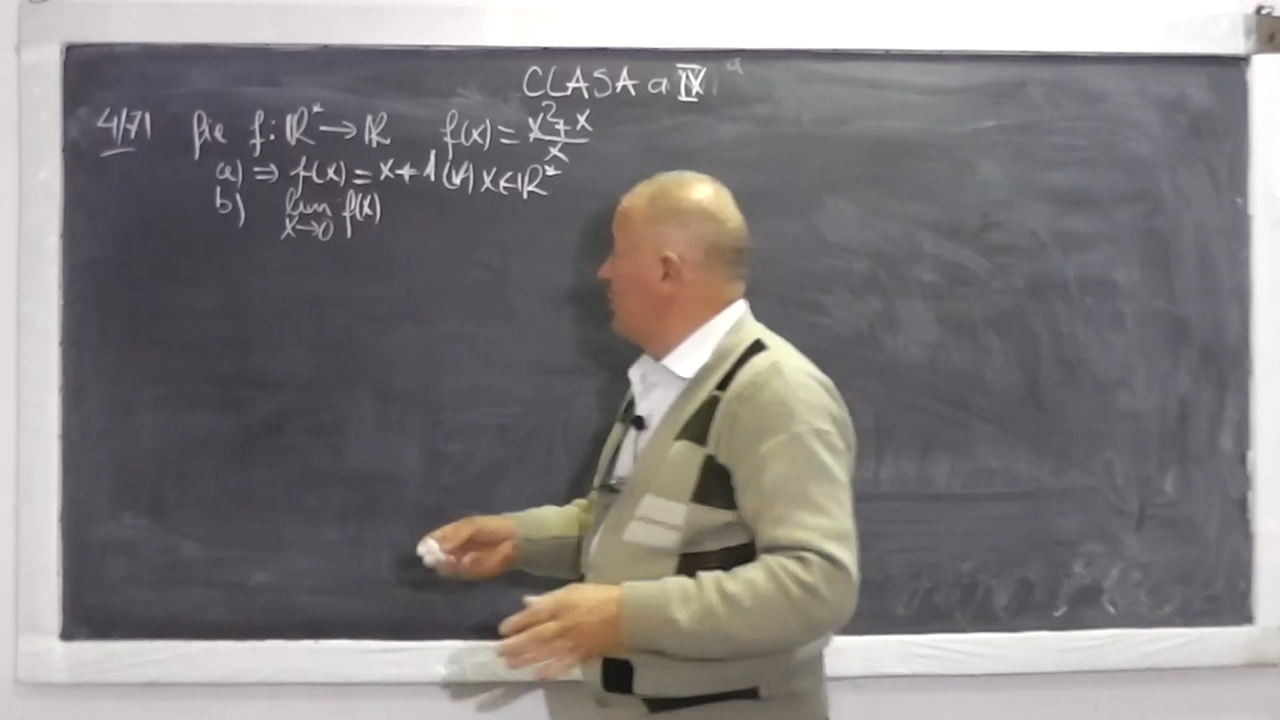 CLASA a IX a
4/71 fie f: ℝ* → ℝ f(x) = (x²+x)/x
a) ⇒ f(x) = x+1 (∀) x∈ℝ*
b) lim x→0 f(x)